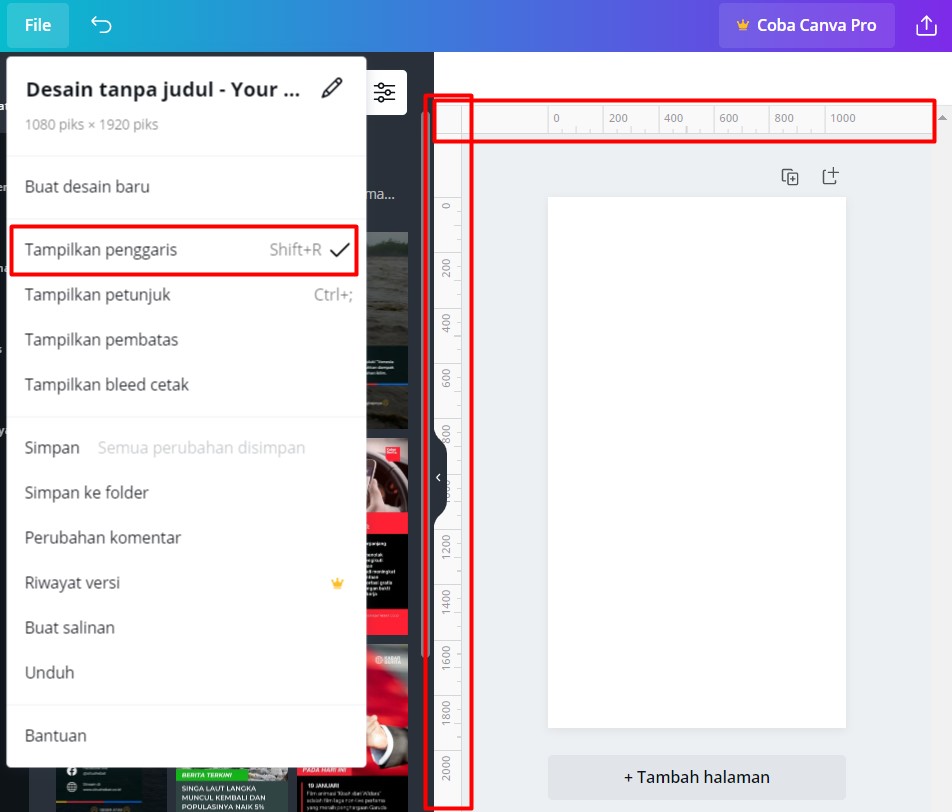 File
Coba Canva Pro
Desain tanpa judul - Your ...
1080 piks × 1920 piks
Buat desain baru
Tampilkan penggaris Shift+R
Tampilkan petunjuk Ctrl+;
Tampilkan pembatas
Tampilkan bleed cetak
Simpan Semua perubahan disimpan
Simpan ke folder
Perubahan komentar
Riwayat versi
Buat salinan
Unduh
Bantuan
ma...
BERITA TERKINI
SINGA LAUT LANGKA
MUNCUL KEMBALI DAN
POPULASINYA NAIK 5%
PADA HARI INI
19 JANUARI
0 200 400 600 800 1000
0
200
400
600
800
1200
1400
1600
1800
2000
+ Tambah halaman